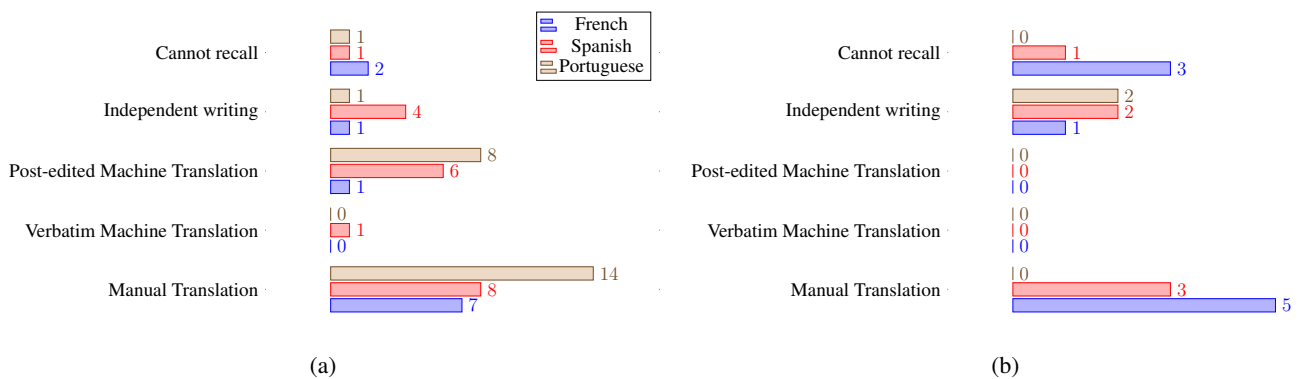 French
Spanish
Portuguese
Cannot recall
1
1
2
Independent writing
1
4
1
Post-edited Machine Translation
8
6
1
Verbatim Machine Translation
0
1
0
Manual Translation
14
8
7
(a)
Cannot recall
0
1
3
Independent writing
2
2
1
Post-edited Machine Translation
0
0
0
Verbatim Machine Translation
0
0
0
Manual Translation
0
3
5
(b)